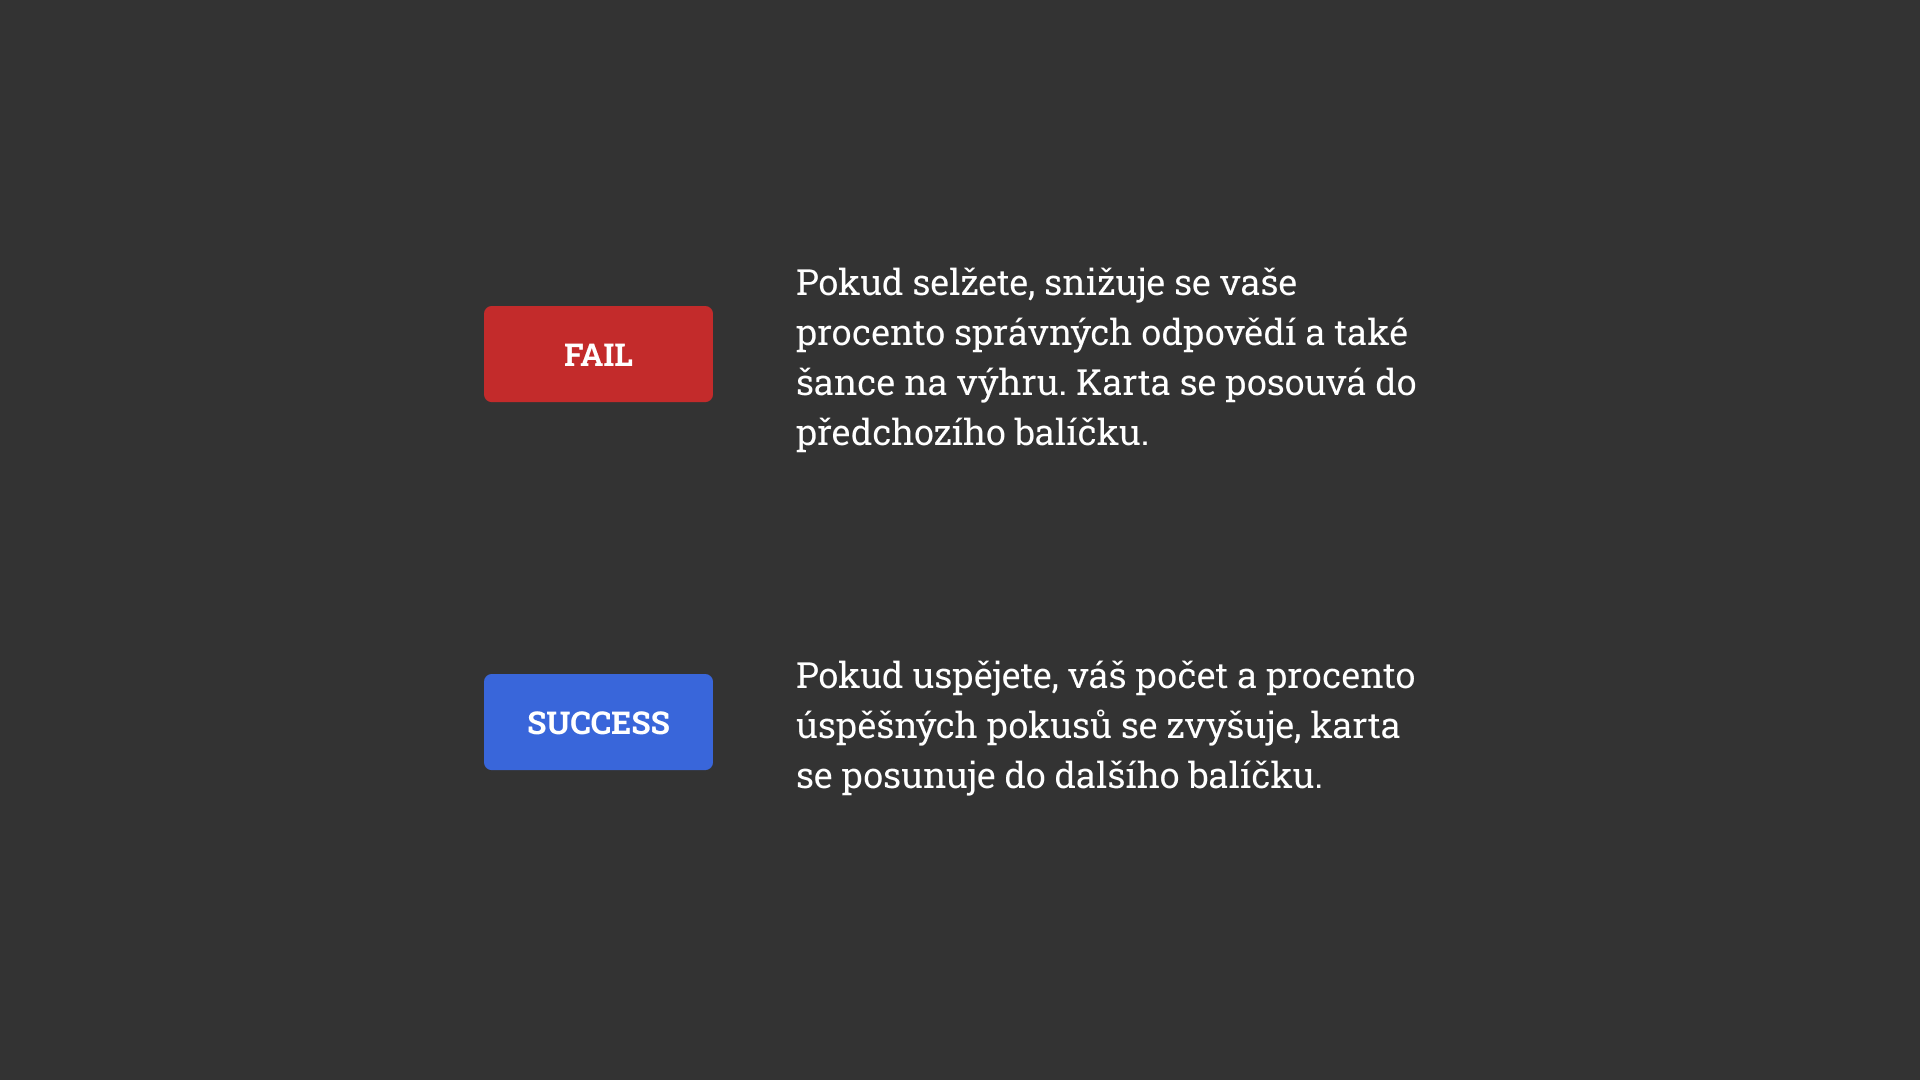 FAIL
Pokud selžete, snižuje se vaše
procento správných odpovědí a také
šance na výhru. Karta se posouvá do
předchozího balíčku.
SUCCESS
Pokud uspějete, váš počet a procento
úspěšných pokusů se zvyšuje, karta
se posunuje do dalšího balíčku.